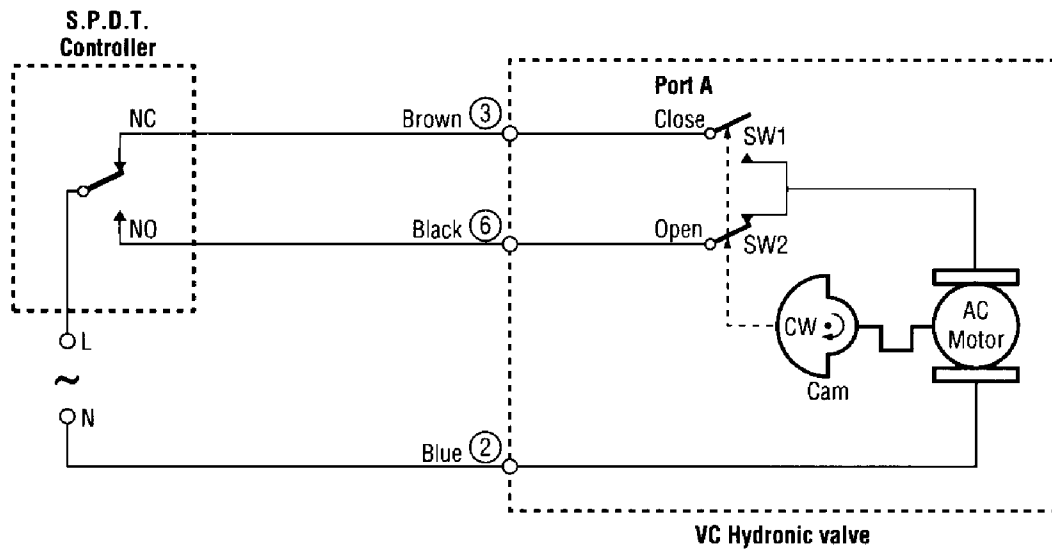 S.P.D.T.
Controller
NC
NO
L
~
N
Brown 3
Black 6
Blue 2
Port A
Close
SW1
Open
SW2
CW
Cam
AC
Motor
VC Hydronic valve